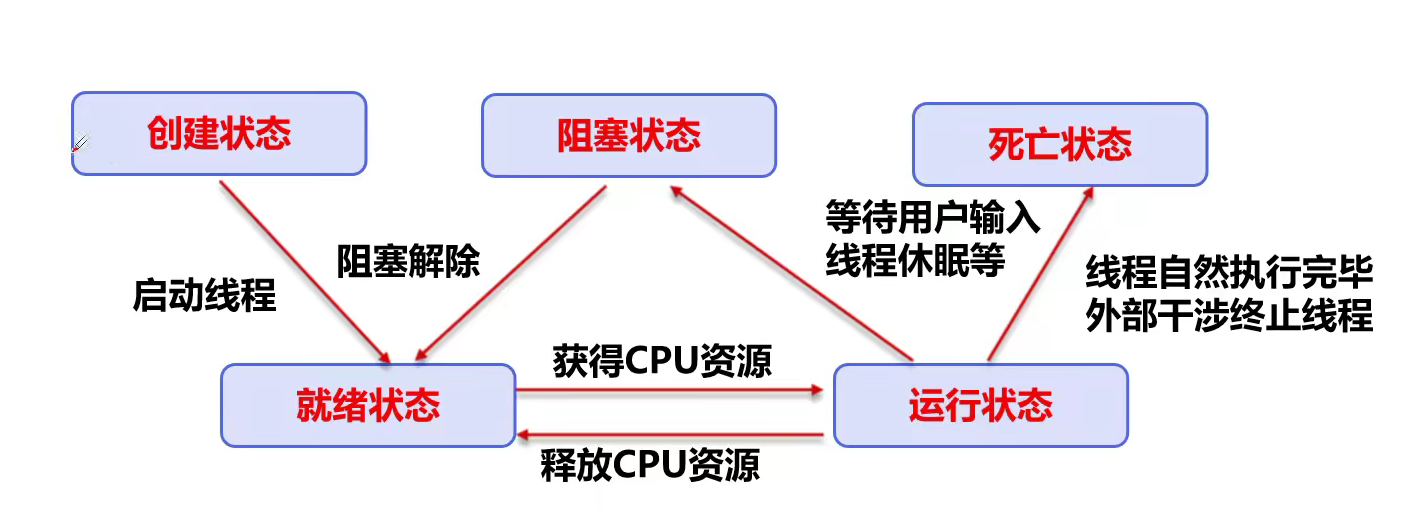 创建状态
阻塞状态
死亡状态
等待用户输入
线程休眠等
阻塞解除
启动线程
线程自然执行完毕
外部干涉终止线程
获得CPU资源
就绪状态
运行状态
释放CPU资源